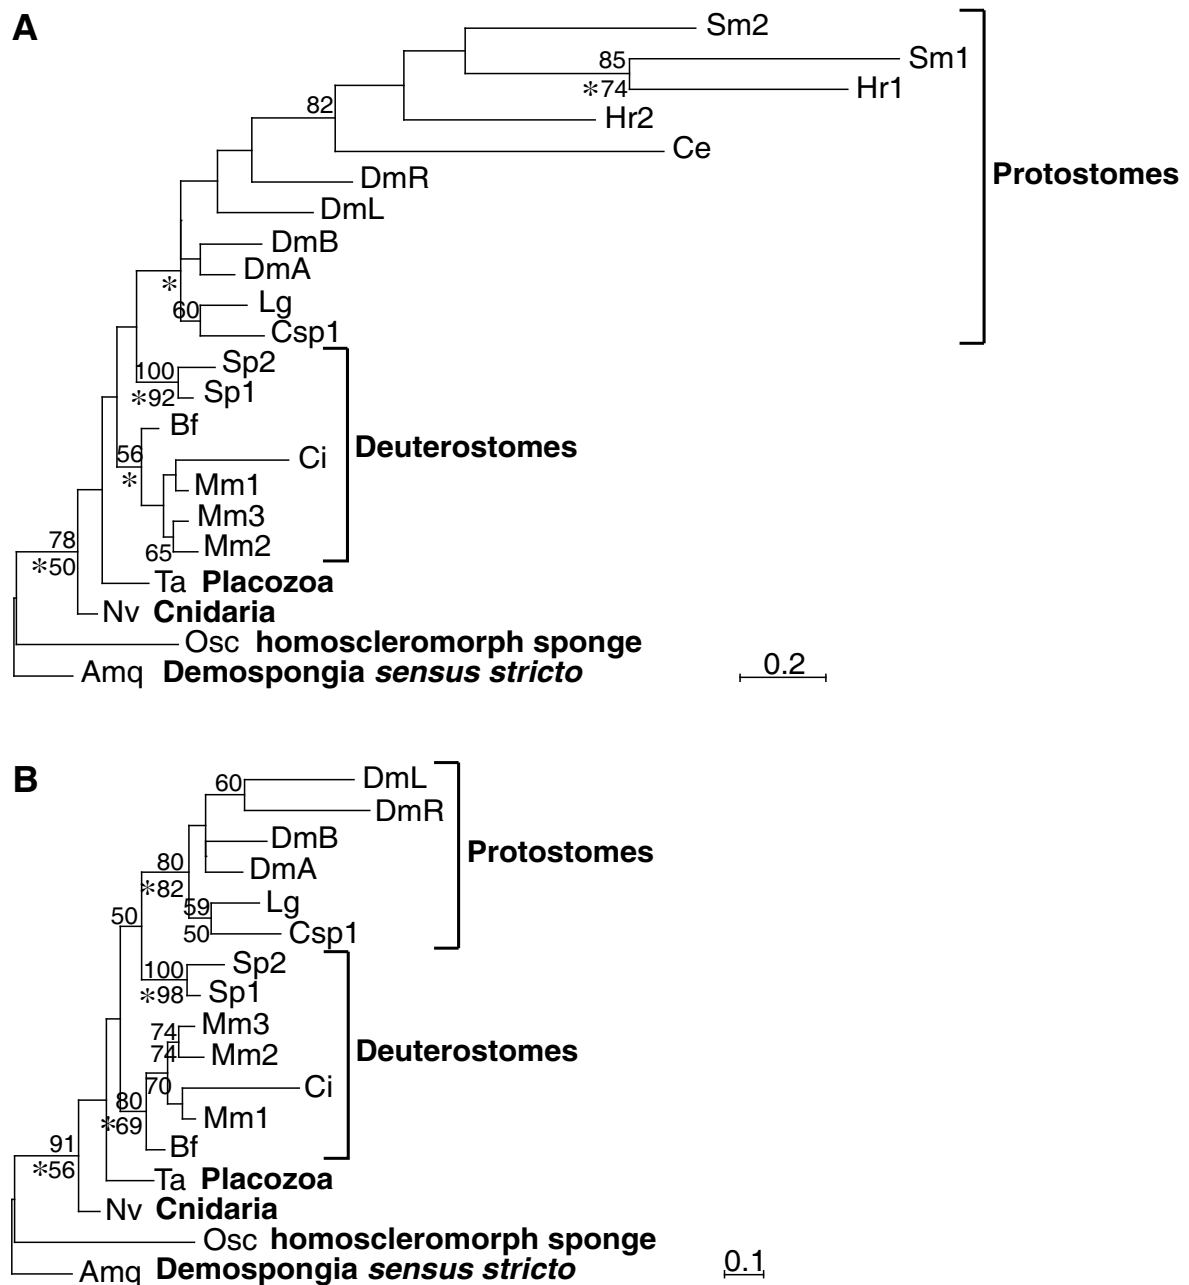 A
Sm2
85
Sm1
*74
Hr1
82
Hr2
Ce
Protostomes
DmR
DmL
DmB
DmA
*
60
Lg
Csp1
100
Sp2
*92
Sp1
Bf
Deuterostomes
56
Ci
*
Mm1
Mm3
78
65
Mm2
*50
Ta Placozoa
Nv Cnidaria
Osc homoscleromorph sponge
0.2
Amq Demospongia sensus stricto
B
60
DmL
DmR
DmB
Protostomes
80
DmA
*82
59
Lg
50
50
Csp1
100
Sp2
*98
Sp1
74
Mm3
74
Mm2
Deuterostomes
70
Ci
80
*69
Mm1
91
Bf
*56
Ta Placozoa
Nv Cnidaria
Osc homoscleromorph sponge
0.1
Amq Demospongia sensus stricto